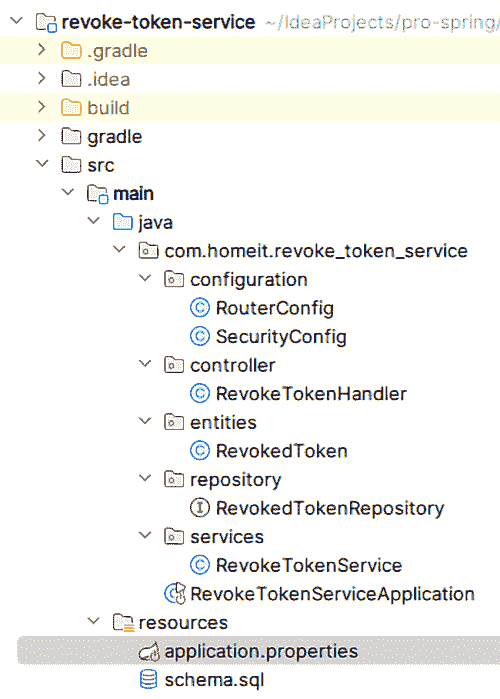 revoke-token-service ~/IdeaProjects/pro-spring/
.gradle
.idea
build
gradle
src
main
java
com.homeit.revoke_token_service
configuration
RouterConfig
SecurityConfig
controller
RevokeTokenHandler
entities
RevokedToken
repository
RevokedTokenRepository
services
RevokeTokenService
RevokeTokenServiceApplication
resources
application.properties
schema.sql